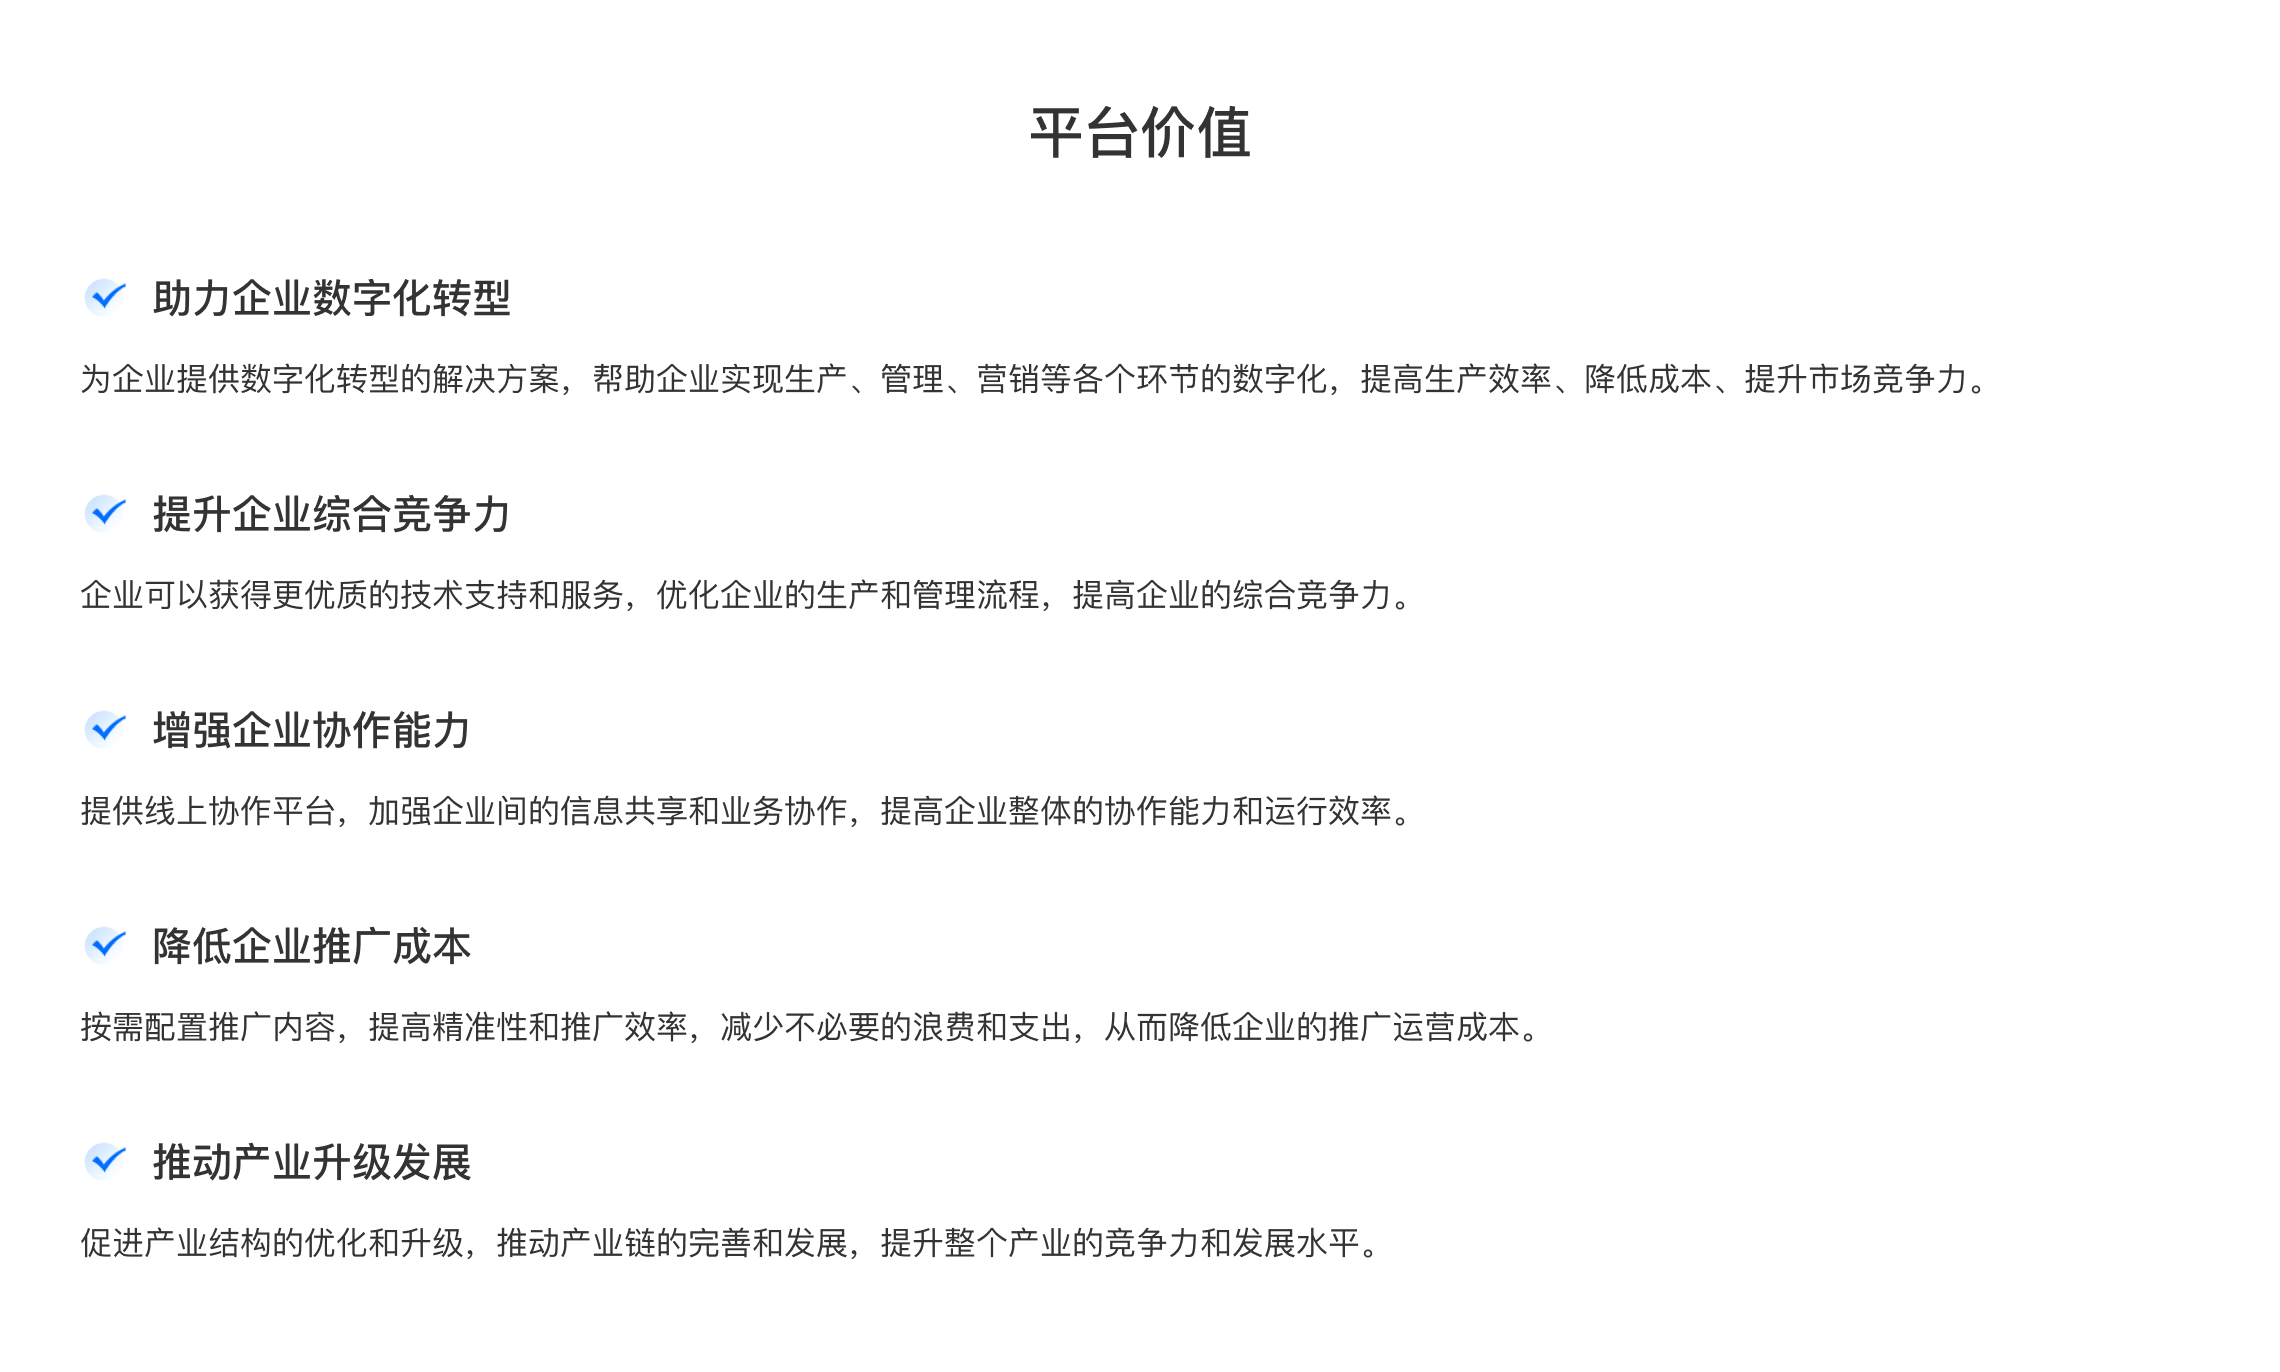 平台价值
助力企业数字化转型
为企业提供数字化转型的解决方案，帮助企业实现生产、管理、营销等各个环节的数字化，提高生产效率、降低成本、提升市场竞争力。
提升企业综合竞争力
企业可以获得更优质的技术支持和服务，优化企业的生产和管理流程，提高企业的综合竞争力。
增强企业协作能力
提供线上协作平台，加强企业间的信息共享和业务协作，提高企业整体的协作能力和运行效率。
降低企业推广成本
按需配置推广内容，提高精准性和推广效率，减少不必要的浪费和支出，从而降低企业的推广运营成本。
推动产业升级发展
促进产业结构的优化和升级，推动产业链的完善和发展，提升整个产业的竞争力和发展水平。